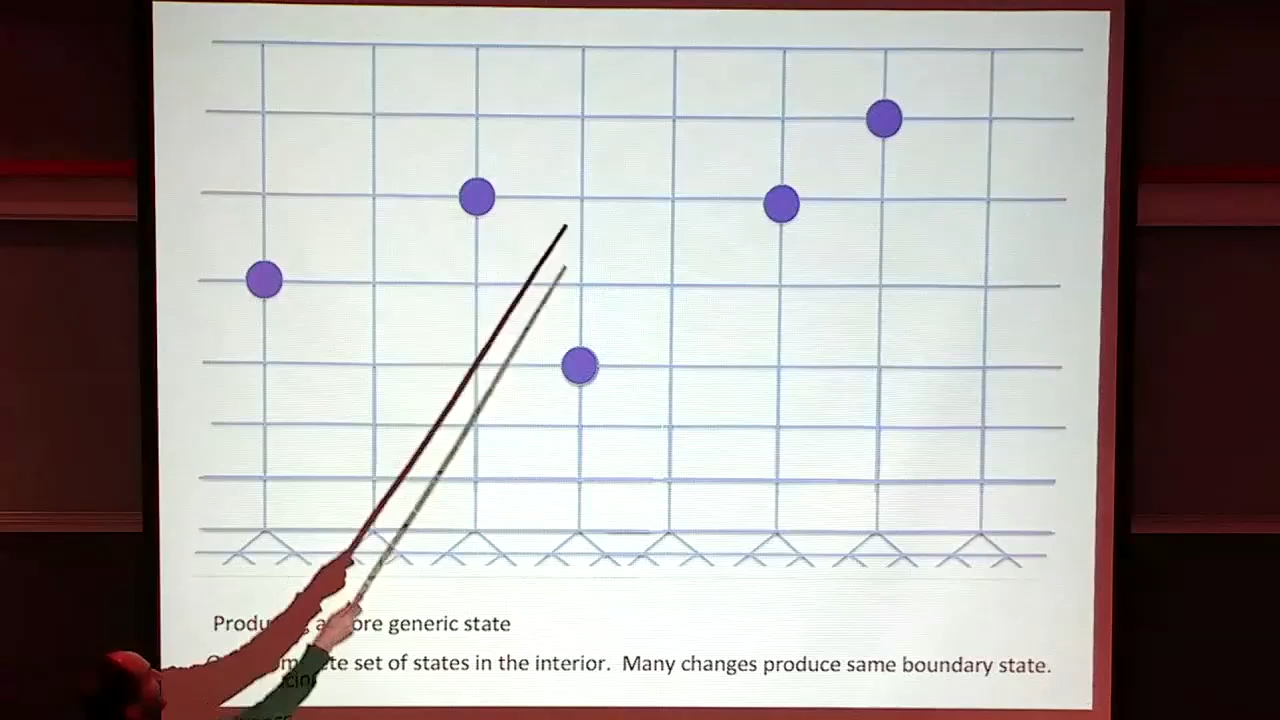 Produ a ore generic state
te set of states in the interior. Many changes produce same boundary state.